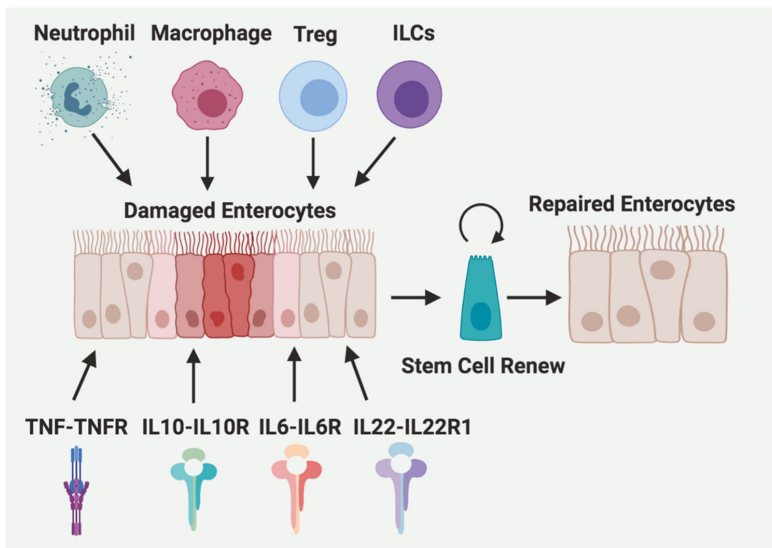 Neutrophil Macrophage Treg ILCs
Damaged Enterocytes
Repaired Enterocytes
Stem Cell Renew
TNF-TNFR IL10-IL10R IL6-IL6R IL22-IL22R1